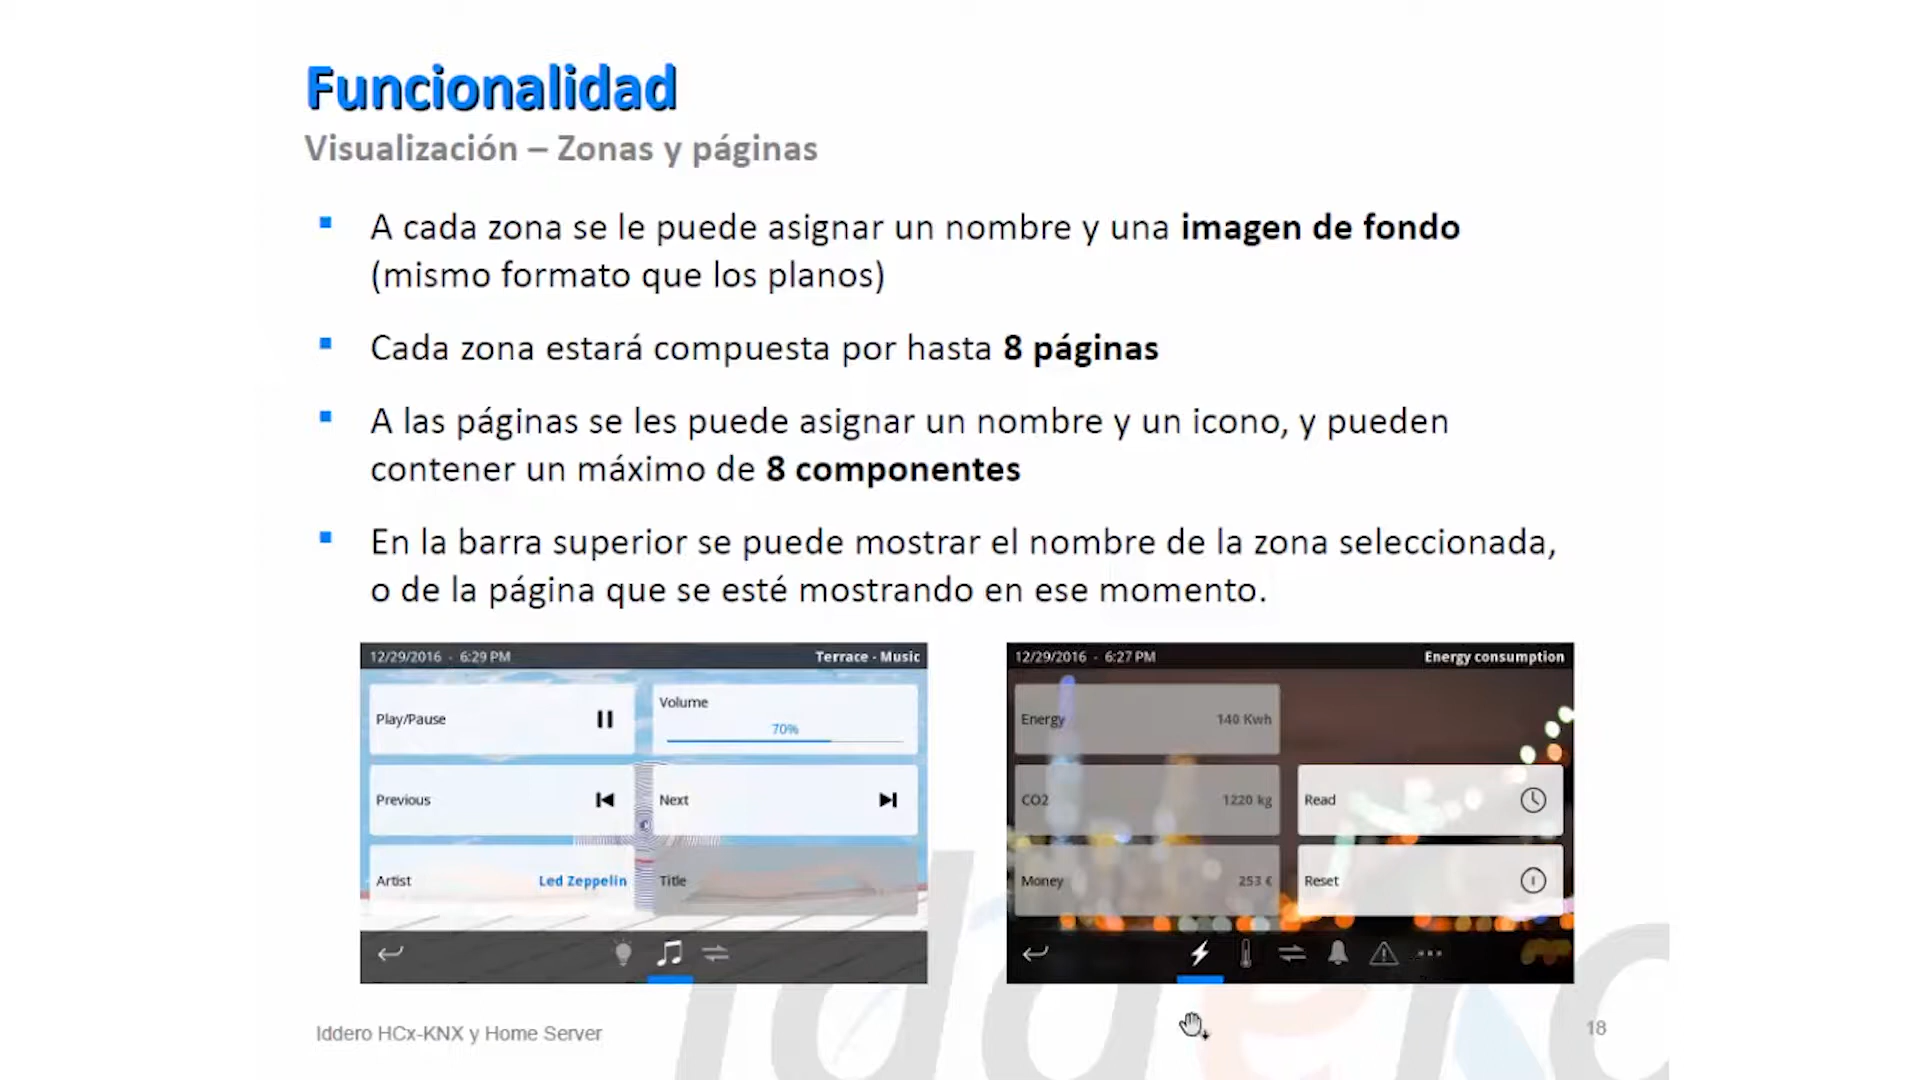 Funcionalidad
Visualización – Zonas y páginas
A cada zona se le puede asignar un nombre y una imagen de fondo
(mismo formato que los planos)
Cada zona estará compuesta por hasta 8 páginas
A las páginas se les puede asignar un nombre y un icono, y pueden
contener un máximo de 8 componentes
En la barra superior se puede mostrar el nombre de la zona seleccionada,
o de la página que se esté mostrando en ese momento.
12/29/2016 - 6:29 PM
Terrace - Music
Play/Pause
Volume
70%
Previous
Next
Artist
Led Zeppelin
Title
12/29/2016 - 6:27 PM
Energy consumption
Energy
140 Kwh
CO2
1220 kg
Read
Money
253 €
Reset
Iddero HCx-KNX y Home Server
18